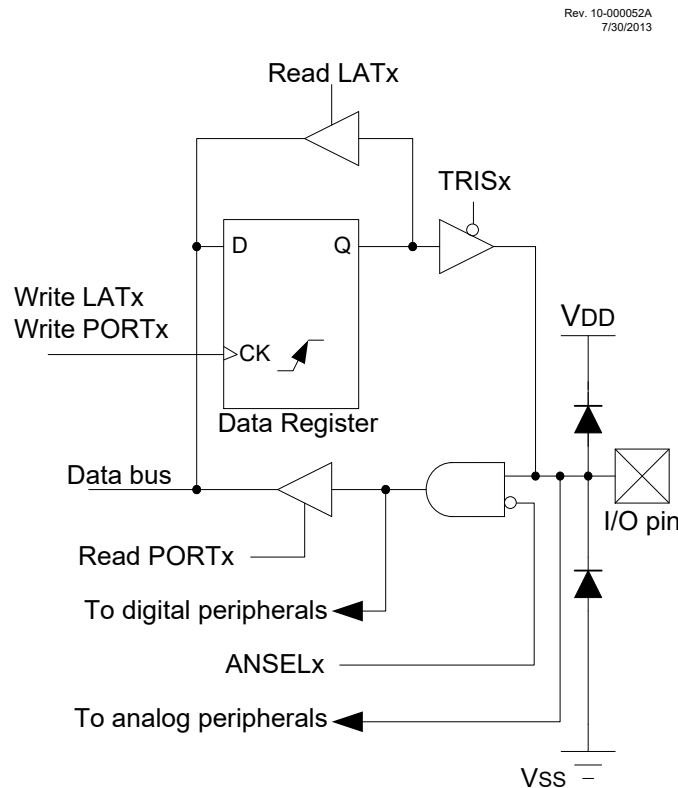 Rev. 10-000052A
7/30/2013
Read LATx
TRISx
D
Q
Write LATx
Write PORTx
CK
VDD
Data Register
Data bus
I/O pin
Read PORTx
To digital peripherals
ANSELx
To analog peripherals
Vss